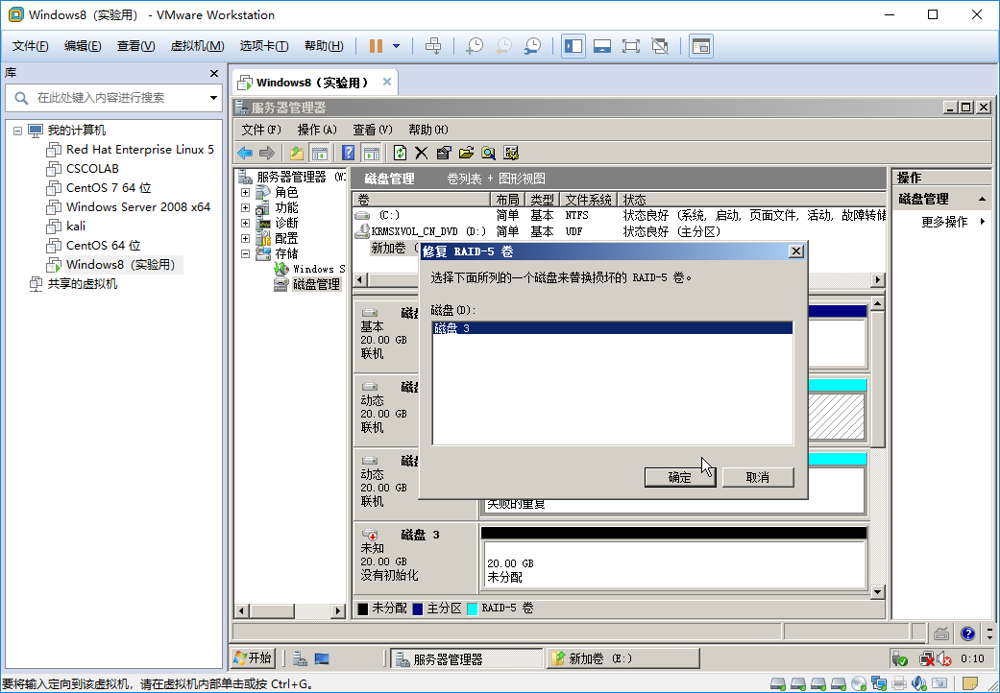 Windows8（实验用） - VMware Workstation
文件(F) 编辑(E) 查看(V) 虚拟机(M) 选项卡(T) 帮助(H)
库
在此处键入内容进行搜索
我的计算机
Red Hat Enterprise Linux 5
CSCOLAB
CentOS 7 64 位
Windows Server 2008 x64
kali
CentOS 64 位
Windows8（实验用）
共享的虚拟机
Windows8（实验用）
服务器管理器
文件(F) 操作(A) 查看(V) 帮助(H)
服务器管理器 (WI
角色
功能
诊断
配置
存储
Windows S
磁盘管理
磁盘管理 卷列表 + 图形视图
卷 布局 类型 文件系统 状态
(C:) 简单 基本 NTFS 状态良好 (系统, 启动, 页面文件, 活动, 故障转储
KRMSXVOL_CN_DVD (D:) 简单 基本 UDF 状态良好 (主分区)
新加卷
修复 RAID-5 卷
选择下面所列的一个磁盘来替换损坏的 RAID-5 卷。
磁盘(D):
磁盘 3
确定 取消
基本
20.00 GB
联机
动态
20.00 GB
联机
动态
20.00 GB
联机
失败的重复
磁盘 3
未知
20.00 GB
没有初始化
20.00 GB
未分配
未分配 主分区 RAID-5 卷
操作
磁盘管理
更多操作
开始 服务器管理器 新加卷 (E:) 0:10
要将输入定向到该虚拟机，请在虚拟机内部单击或按 Ctrl+G。